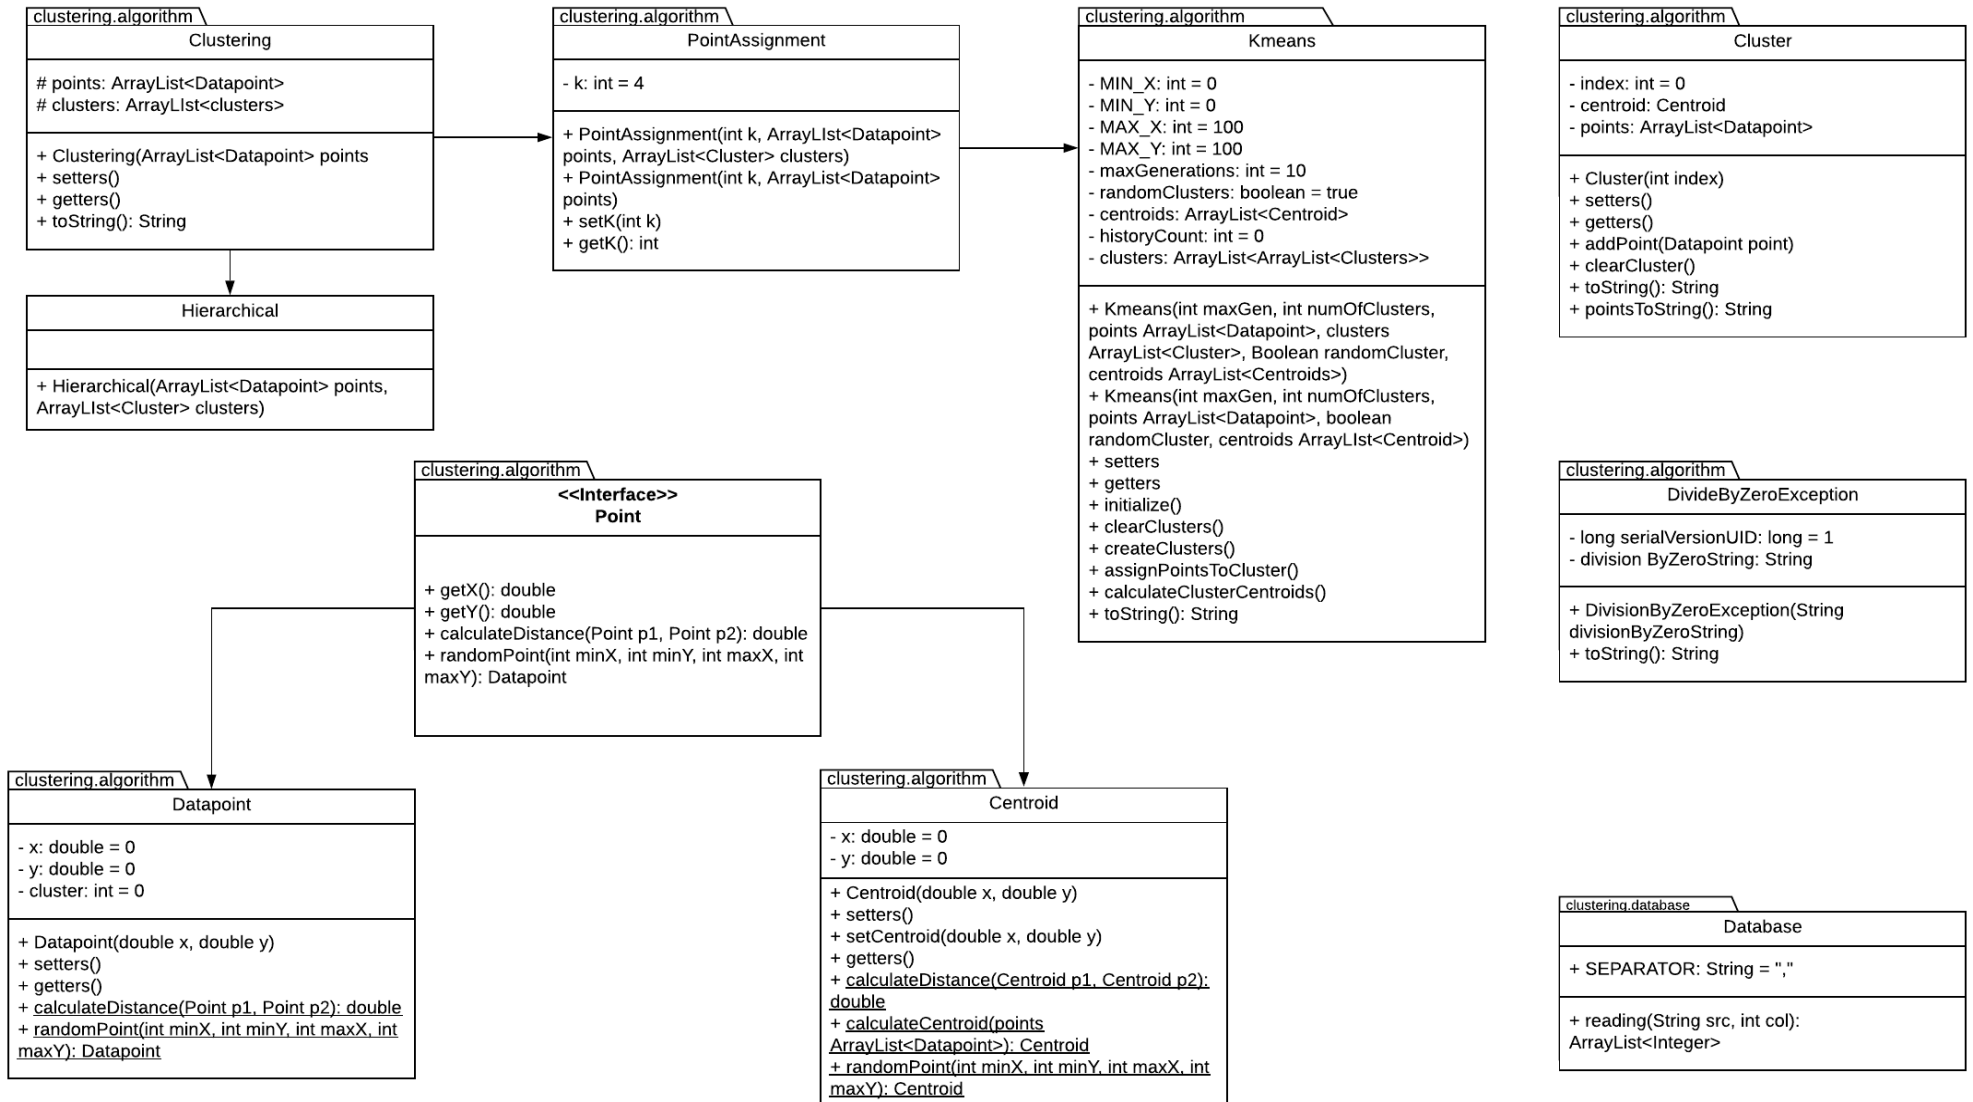 clustering.algorithm
Clustering
# points: ArrayList<Datapoint>
# clusters: ArrayLIst<clusters>
+ Clustering(ArrayList<Datapoint> points
+ setters()
+ getters()
+ toString(): String
Hierarchical
+ Hierarchical(ArrayList<Datapoint> points,
ArrayLIst<Cluster> clusters)
clustering.algorithm
PointAssignment
- k: int = 4
+ PointAssignment(int k, ArrayLIst<Datapoint>
points, ArrayList<Cluster> clusters)
+ PointAssignment(int k, ArrayList<Datapoint>
points)
+ setK(int k)
+ getK(): int
clustering.algorithm
Kmeans
- MIN_X: int = 0
- MIN_Y: int = 0
- MAX_X: int = 100
- MAX_Y: int = 100
- maxGenerations: int = 10
- randomClusters: boolean = true
- centroids: ArrayList<Centroid>
- historyCount: int = 0
- clusters: ArrayList<ArrayList<Clusters>>
+ Kmeans(int maxGen, int numOfClusters,
points ArrayList<Datapoint>, clusters
ArrayList<Cluster>, Boolean randomCluster,
centroids ArrayList<Centroids>)
+ Kmeans(int maxGen, int numOfClusters,
points ArrayList<Datapoint>, boolean
randomCluster, centroids ArrayLIst<Centroid>)
+ setters
+ getters
+ initialize()
+ clearClusters()
+ createClusters()
+ assignPointsToCluster()
+ calculateClusterCentroids()
+ toString(): String
clustering.algorithm
Cluster
- index: int = 0
- centroid: Centroid
- points: ArrayList<Datapoint>
+ Cluster(int index)
+ setters()
+ getters()
+ addPoint(Datapoint point)
+ clearCluster()
+ toString(): String
+ pointsToString(): String
clustering.algorithm
<<Interface>>
Point
+ getX(): double
+ getY(): double
+ calculateDistance(Point p1, Point p2): double
+ randomPoint(int minX, int minY, int maxX, int
maxY): Datapoint
clustering.algorithm
DivideByZeroException
- long serialVersionUID: long = 1
- division ByZeroString: String
+ DivisionByZeroException(String
divisionByZeroString)
+ toString(): String
clustering.algorithm
Datapoint
- x: double = 0
- y: double = 0
- cluster: int = 0
+ Datapoint(double x, double y)
+ setters()
+ getters()
+ calculateDistance(Point p1, Point p2): double
+ randomPoint(int minX, int minY, int maxX, int
maxY): Datapoint
clustering.algorithm
Centroid
- x: double = 0
- y: double = 0
+ Centroid(double x, double y)
+ setters()
+ setCentroid(double x, double y)
+ getters()
+ calculateDistance(Centroid p1, Centroid p2):
double
+ calculateCentroid(points
ArrayList<Datapoint>): Centroid
+ randomPoint(int minX, int minY, int maxX, int
maxY): Centroid
clustering.database
Database
+ SEPARATOR: String = ","
+ reading(String src, int col):
ArrayList<Integer>